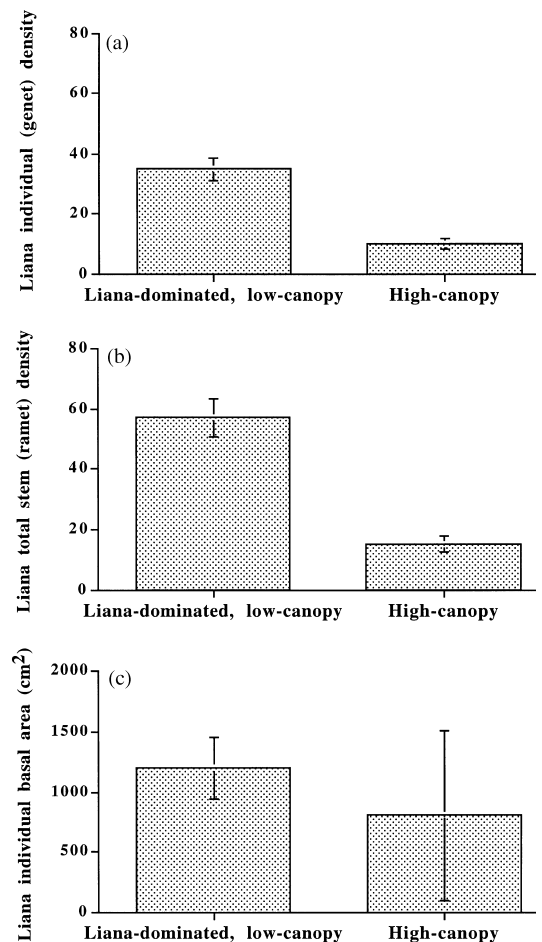 (a)
Liana individual (genet) density
80
60
40
20
0
Liana-dominated, low-canopy
High-canopy
(b)
Liana total stem (ramet) density
80
60
40
20
0
Liana-dominated, low-canopy
High-canopy
(c)
Liana individual basal area (cm2)
2000
1500
1000
500
0
Liana-dominated, low-canopy
High-canopy